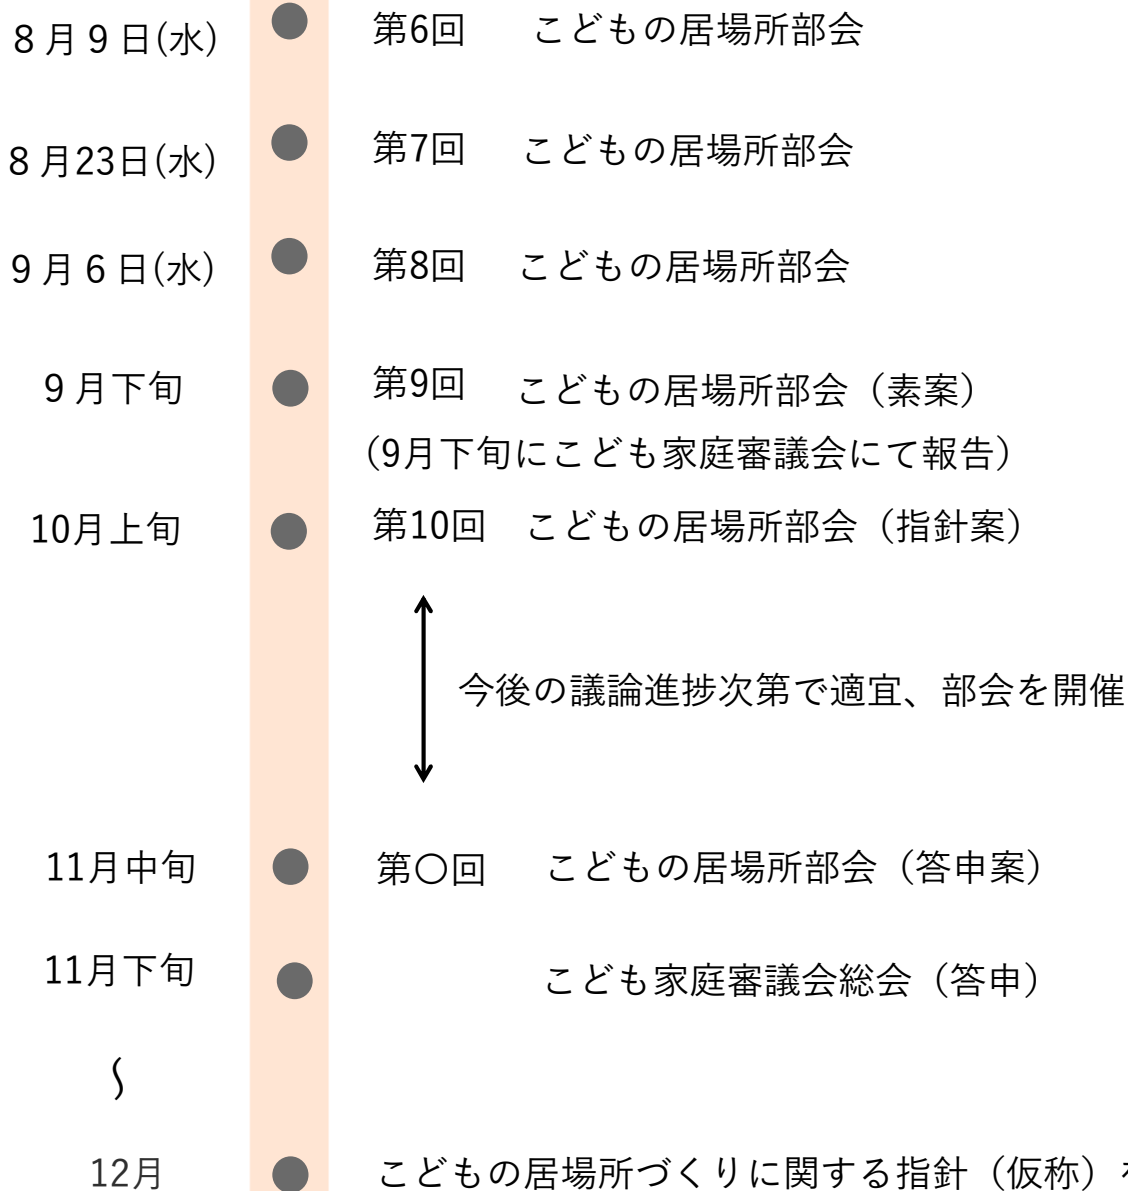 8月9日(水) 第6回 こどもの居場所部会
8月23日(水) 第7回 こどもの居場所部会
9月6日(水) 第8回 こどもの居場所部会
9月下旬 第9回 こどもの居場所部会（素案）
(9月下旬にこども家庭審議会にて報告)
10月上旬 第10回 こどもの居場所部会（指針案）
今後の議論進捗次第で適宜、部会を開催
11月中旬 第〇回 こどもの居場所部会（答申案）
11月下旬 こども家庭審議会総会（答申）
〜
12月 こどもの居場所づくりに関する指針（仮称）